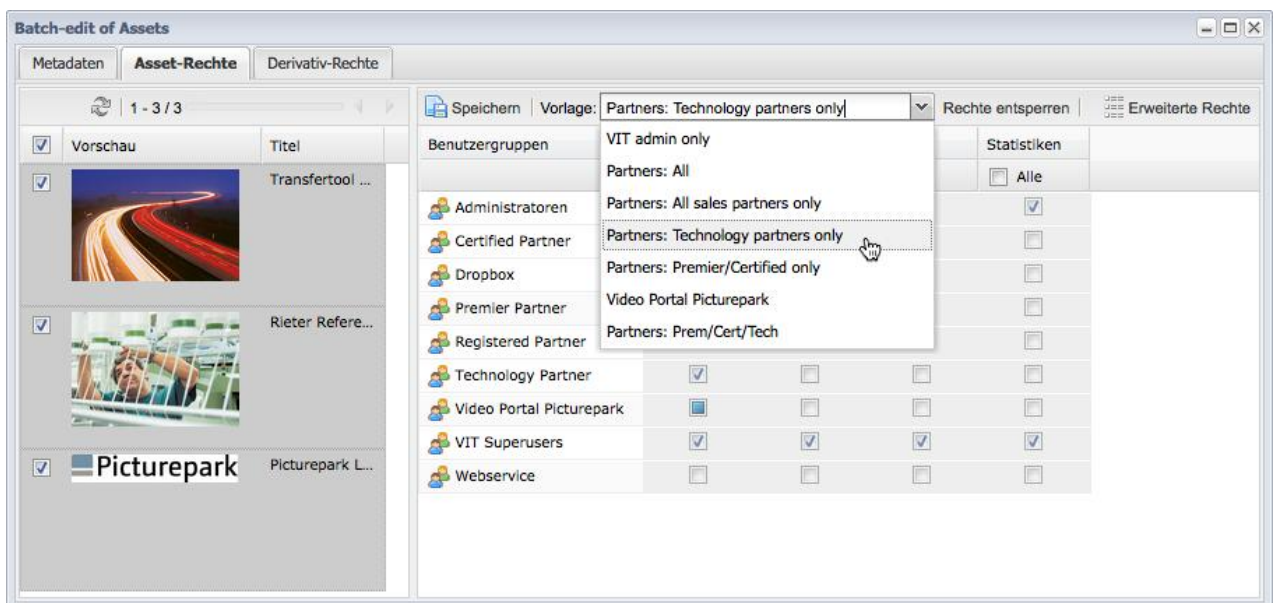 Batch-edit of Assets
Metadaten Asset-Rechte Derivativ-Rechte
1 - 3 / 3
Speichern Vorlage: Partners: Technology partners only Rechte entsperren Erweiterte Rechte
Vorschau Titel
Transfertool ...
Rieter Refere...
Picturepark
Picturepark L...
VIT admin only
Partners: All
Partners: All sales partners only
Partners: Technology partners only
Partners: Premier/Certified only
Video Portal Picturepark
Partners: Prem/Cert/Tech
Benutzergruppen Statistiken
Alle
Administratoren
Certified Partner
Dropbox
Premier Partner
Registered Partner
Technology Partner
Video Portal Picturepark
VIT Superusers
Webservice